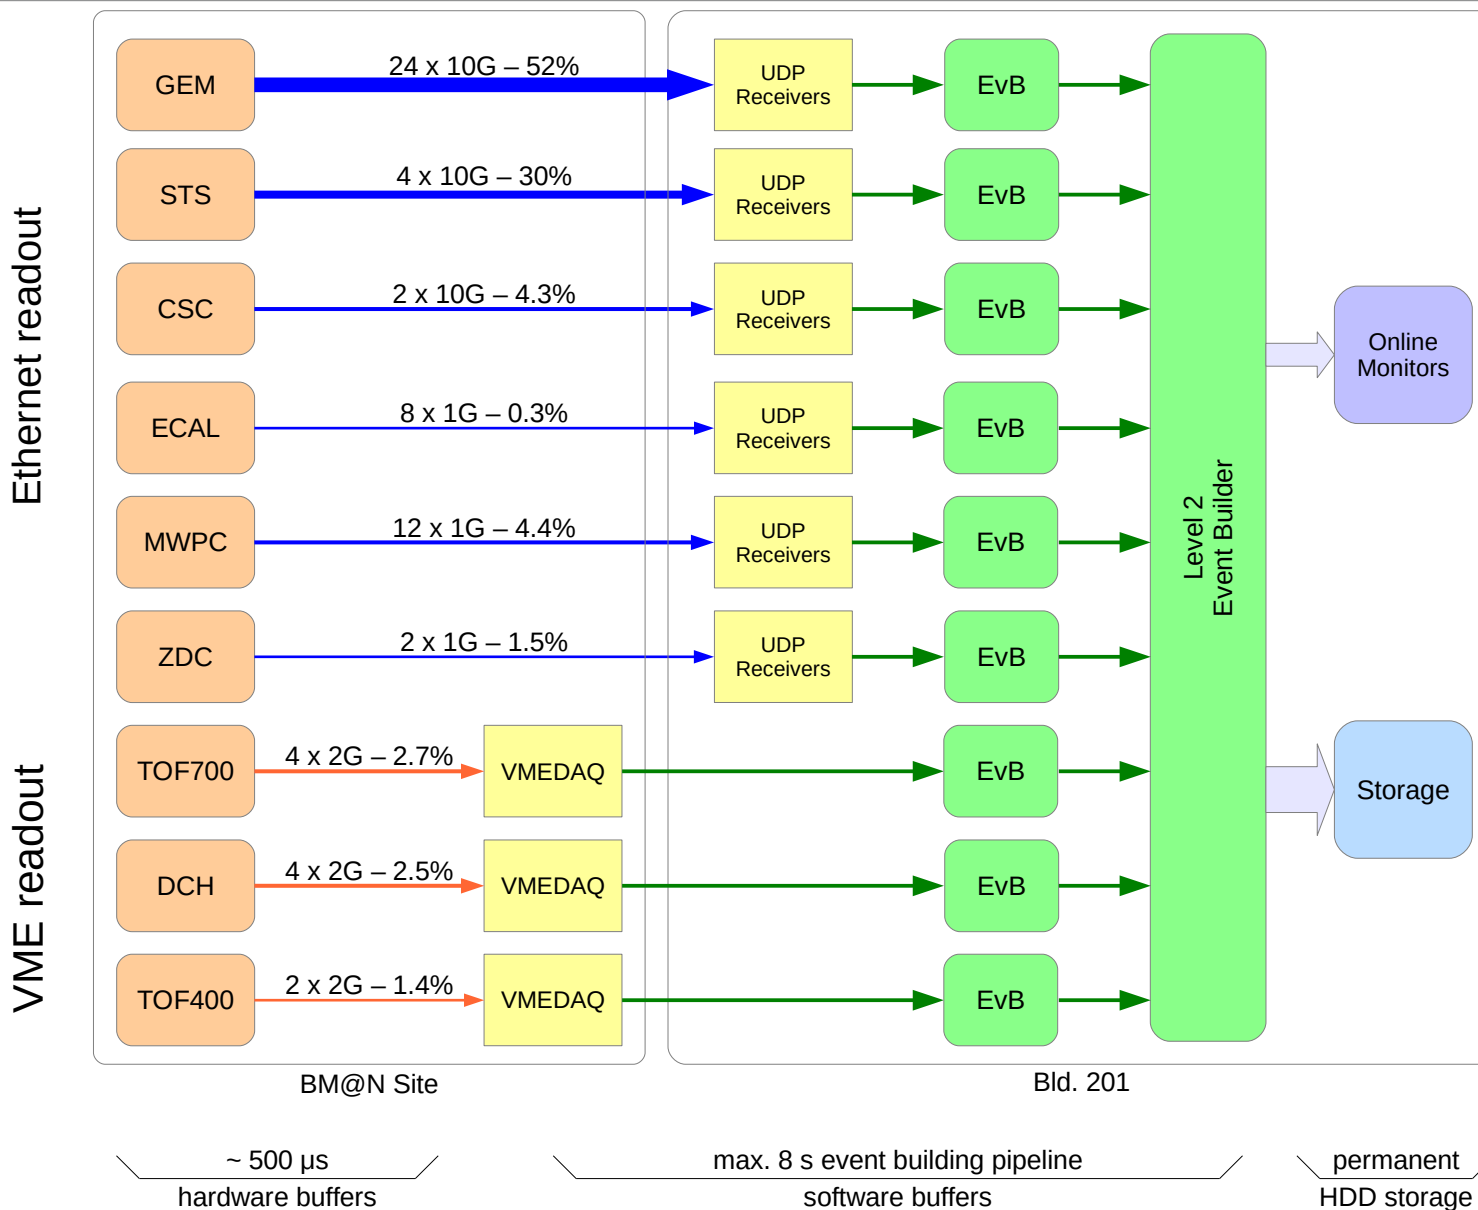 Ethernet readout
VME readout
GEM
24 x 10G – 52%
UDP
Receivers
EvB
STS
4 x 10G – 30%
UDP
Receivers
EvB
CSC
2 x 10G – 4.3%
UDP
Receivers
EvB
ECAL
8 x 1G – 0.3%
UDP
Receivers
EvB
MWPC
12 x 1G – 4.4%
UDP
Receivers
EvB
ZDC
2 x 1G – 1.5%
UDP
Receivers
EvB
TOF700
4 x 2G – 2.7%
VMEDAQ
EvB
DCH
4 x 2G – 2.5%
VMEDAQ
EvB
TOF400
2 x 2G – 1.4%
VMEDAQ
EvB
Level 2
Event Builder
Online
Monitors
Storage
BM@N Site
Bld. 201
~ 500 μs
hardware buffers
max. 8 s event building pipeline
software buffers
permanent
HDD storage